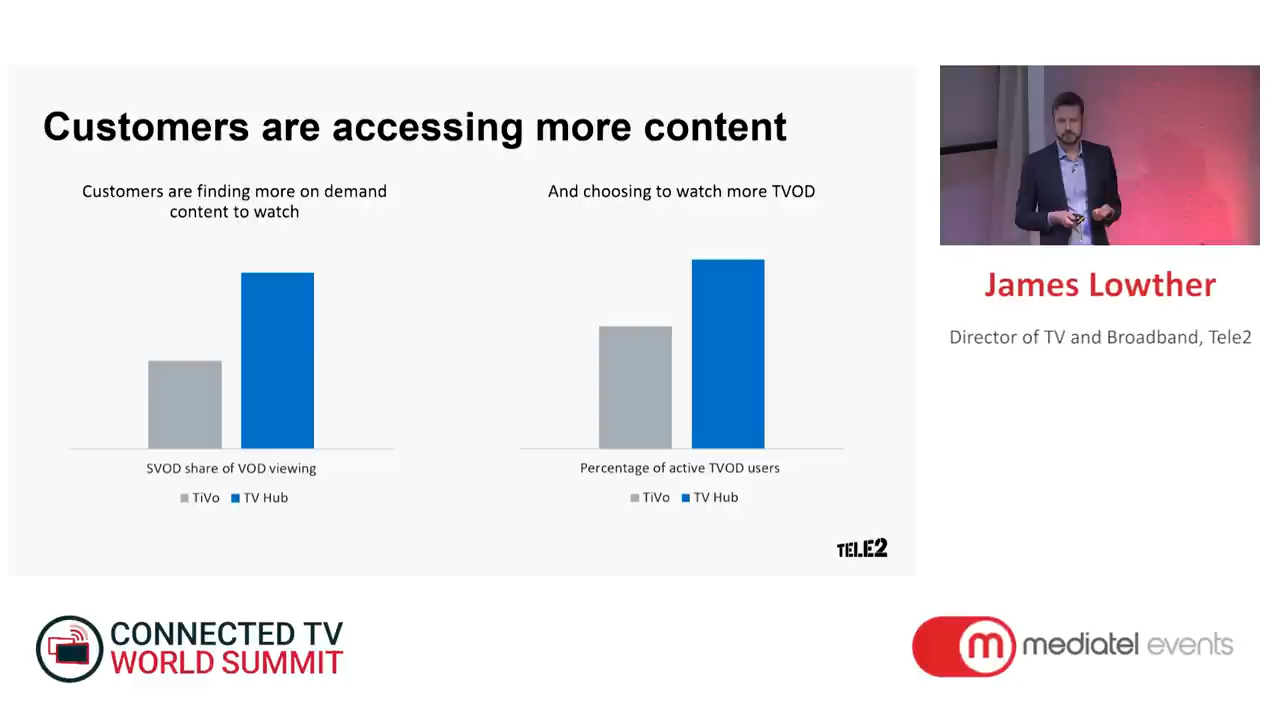 Customers are accessing more content
Customers are finding more on demand
content to watch
SVOD share of VOD viewing
TiVo TV Hub
And choosing to watch more TVOD
Percentage of active TVOD users
TiVo TV Hub
TELE2
James Lowther
Director of TV and Broadband, Tele2
CONNECTED TV
WORLD SUMMIT
m mediatel events